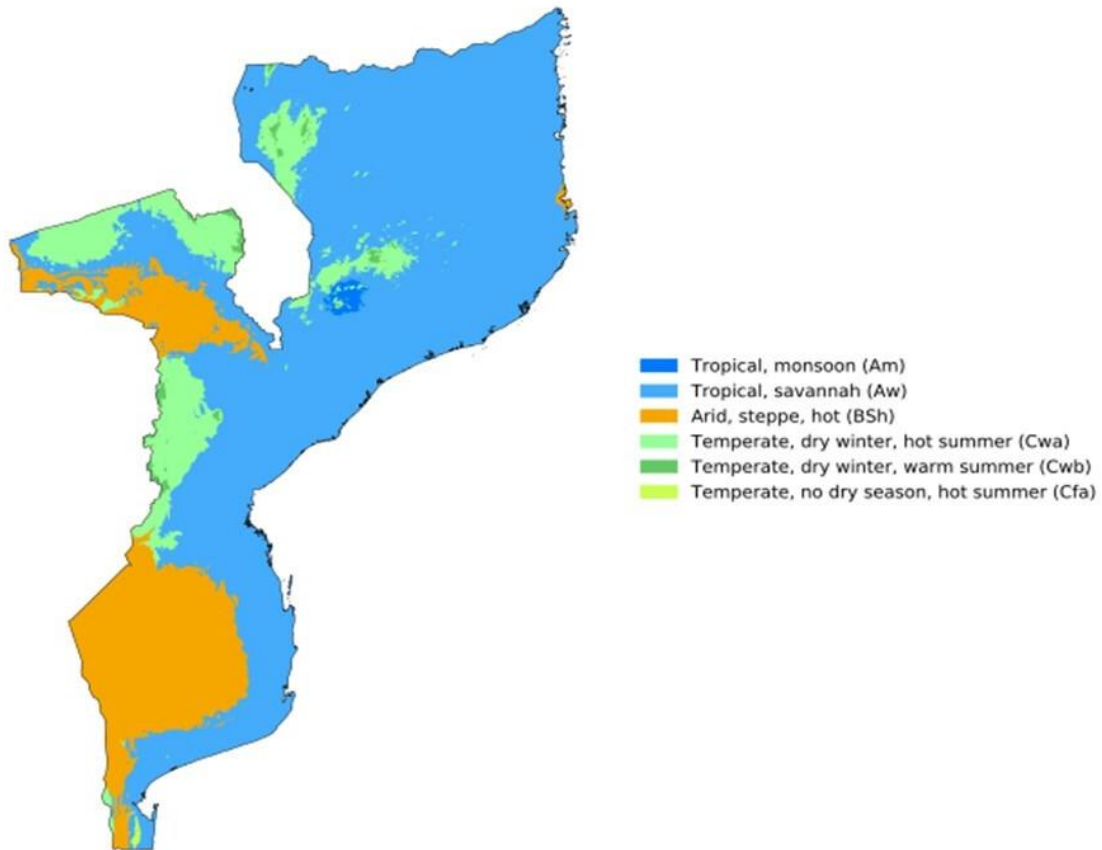 Tropical, monsoon (Am)
Tropical, savannah (Aw)
Arid, steppe, hot (BSh)
Temperate, dry winter, hot summer (Cwa)
Temperate, dry winter, warm summer (Cwb)
Temperate, no dry season, hot summer (Cfa)